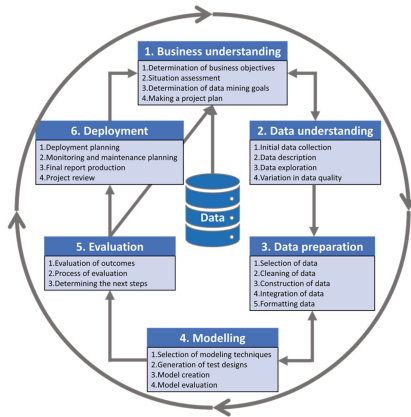 1. Business understanding
1.Determination of business objectives
2.Situation assessment
3.Determination of data mining goals
4.Making a project plan
2. Data understanding
1.Initial data collection
2.Data description
3.Data exploration
4.Variation in data quality
3. Data preparation
1.Selection of data
2.Cleaning of data
3.Construction of data
4.Integration of data
5.Formatting data
4. Modelling
1.Selection of modeling techniques
2.Generation of test designs
3.Model creation
4.Model evaluation
5. Evaluation
1.Evaluation of outcomes
2.Process of evaluation
3.Determining the next steps
6. Deployment
1.Deployment planning
2.Monitoring and maintenance planning
3.Final report production
4.Project review
Data